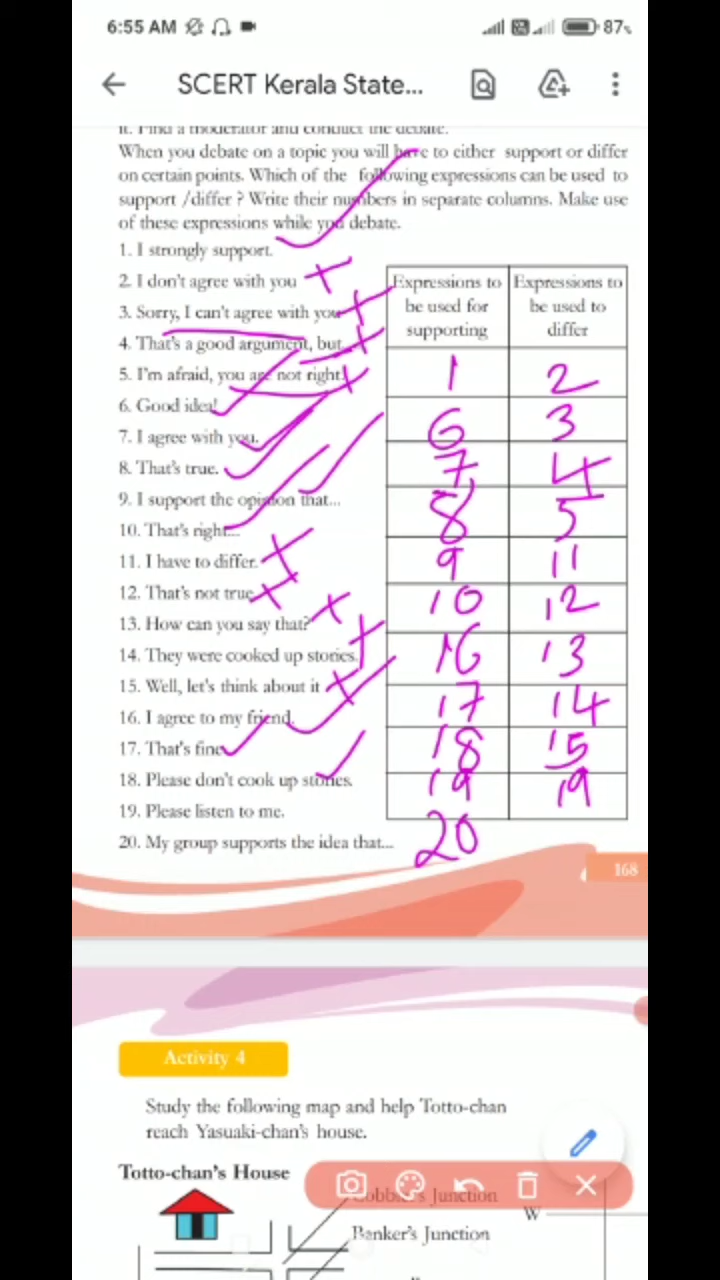 6:55 AM 87%
SCERT Kerala State...
it. Find a moderator and conduct the debate.
When you debate on a topic you will have to either support or differ
on certain points. Which of the following expressions can be used to
support /differ ? Write their numbers in separate columns. Make use
of these expressions while you debate.
1. I strongly support.
2. I don't agree with you
3. Sorry, I can't agree with you
4. That's a good argument, but
5. I'm afraid, you are not right.
6. Good idea!
7. I agree with you.
8. That's true.
9. I support the opinion that...
10. That's right...
11. I have to differ.
12. That's not true
13. How can you say that?
14. They were cooked up stories.
15. Well, let's think about it
16. I agree to my friend.
17. That's fine
18. Please don't cook up stories.
19. Please listen to me.
20. My group supports the idea that...
Expressions to be used for supporting
Expressions to be used to differ
1 2
6 3
7 4
8 5
9 11
10 12
16 13
17 14
18 15
19 19
20
168
Activity 4
Study the following map and help Totto-chan
reach Yasuaki-chan's house.
Totto-chan's House
Cobbler's Junction
W
Banker's Junction